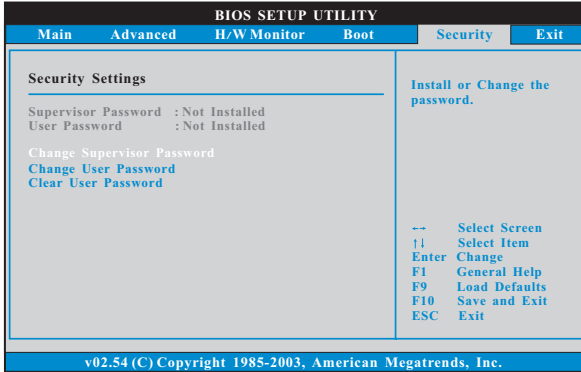 BIOS SETUP UTILITY
Main Advanced H/W Monitor Boot Security Exit
Security Settings
Supervisor Password : Not Installed
User Password : Not Installed
Change Supervisor Password
Change User Password
Clear User Password
Install or Change the
password.
↔ Select Screen
↑↓ Select Item
Enter Change
F1 General Help
F9 Load Defaults
F10 Save and Exit
ESC Exit
v02.54 (C) Copyright 1985-2003, American Megatrends, Inc.